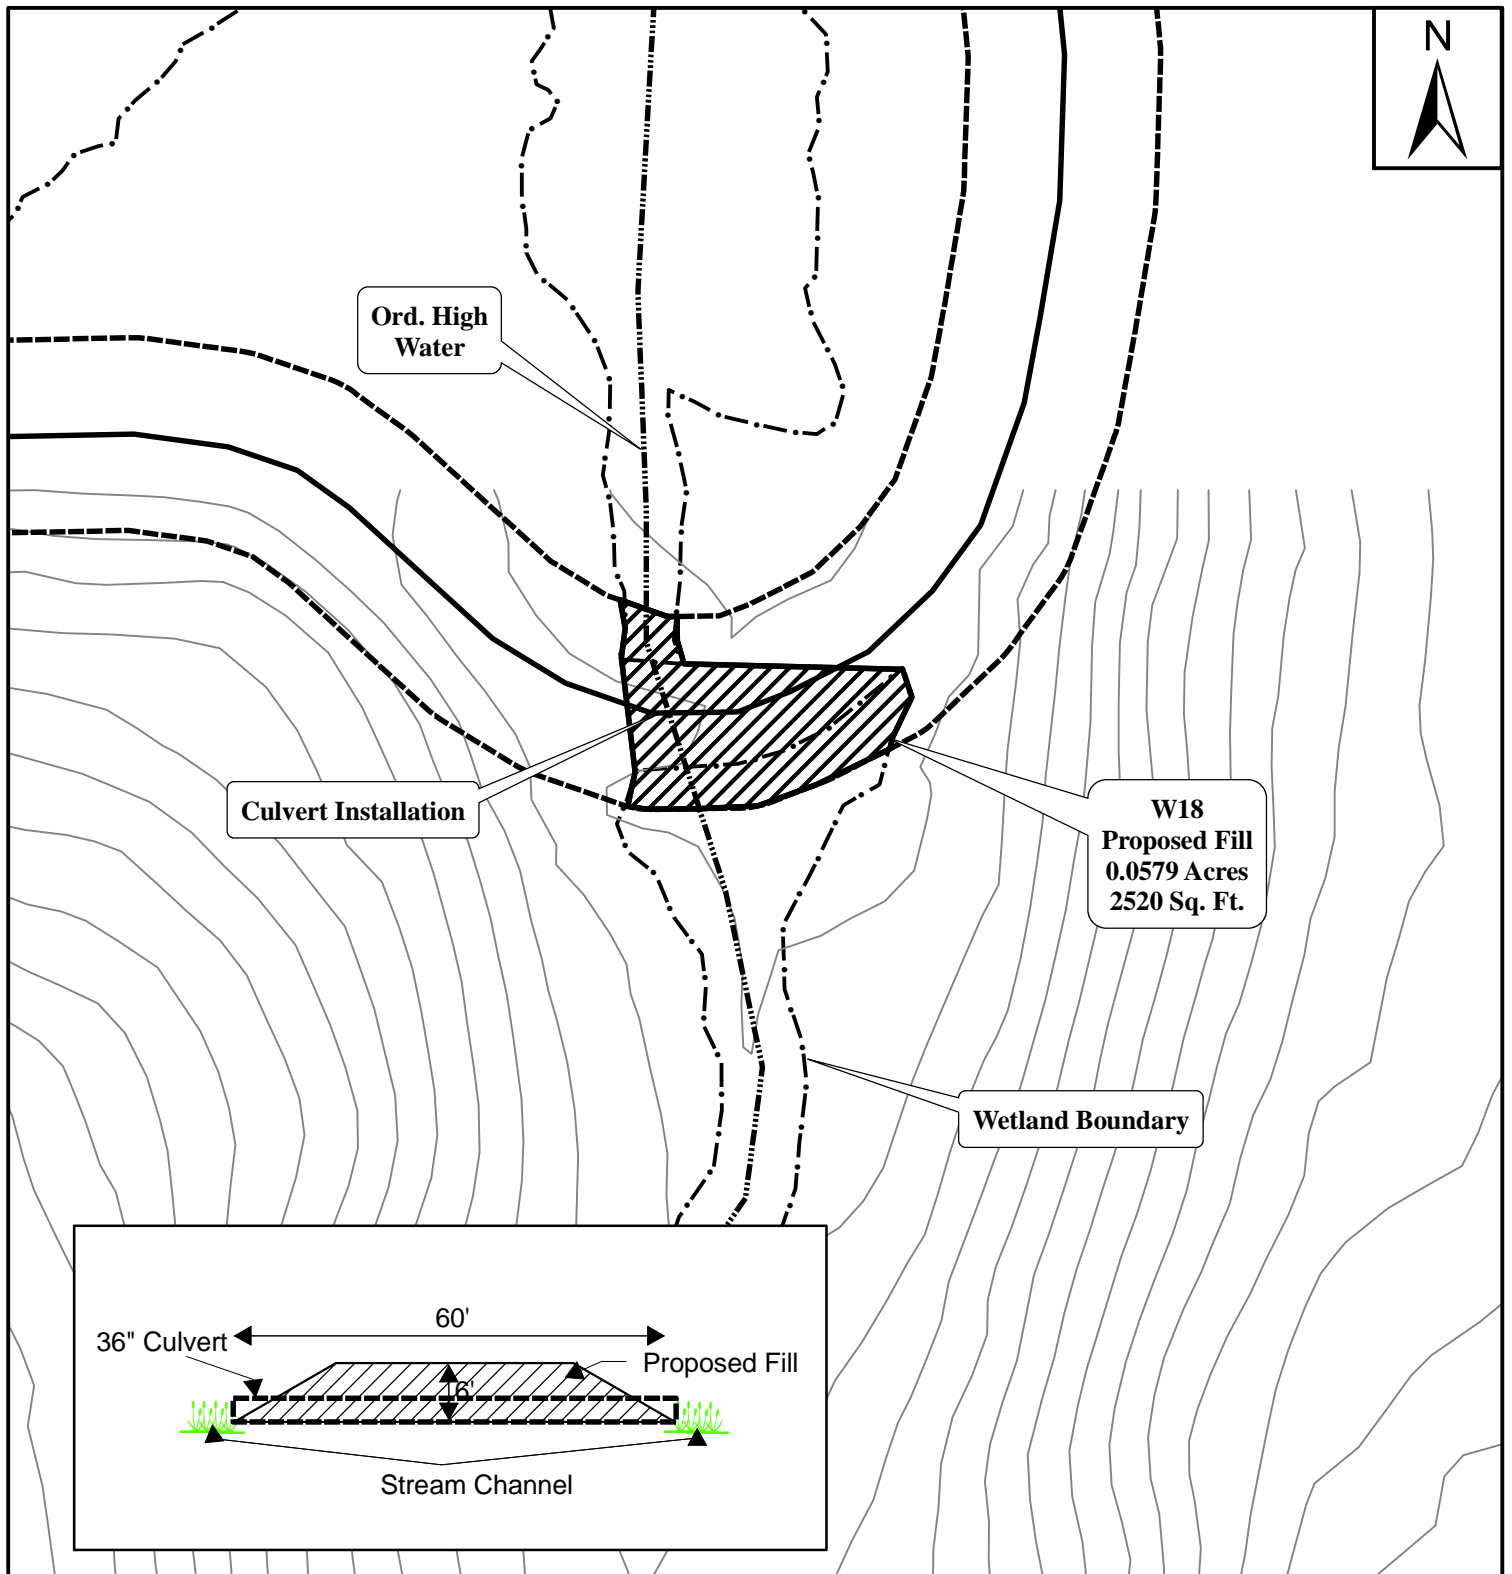 N
Ord. High
Water
Culvert Installation
W18
Proposed Fill
0.0579 Acres
2520 Sq. Ft.
Wetland Boundary
60'
36" Culvert
Proposed Fill
6'
Stream Channel